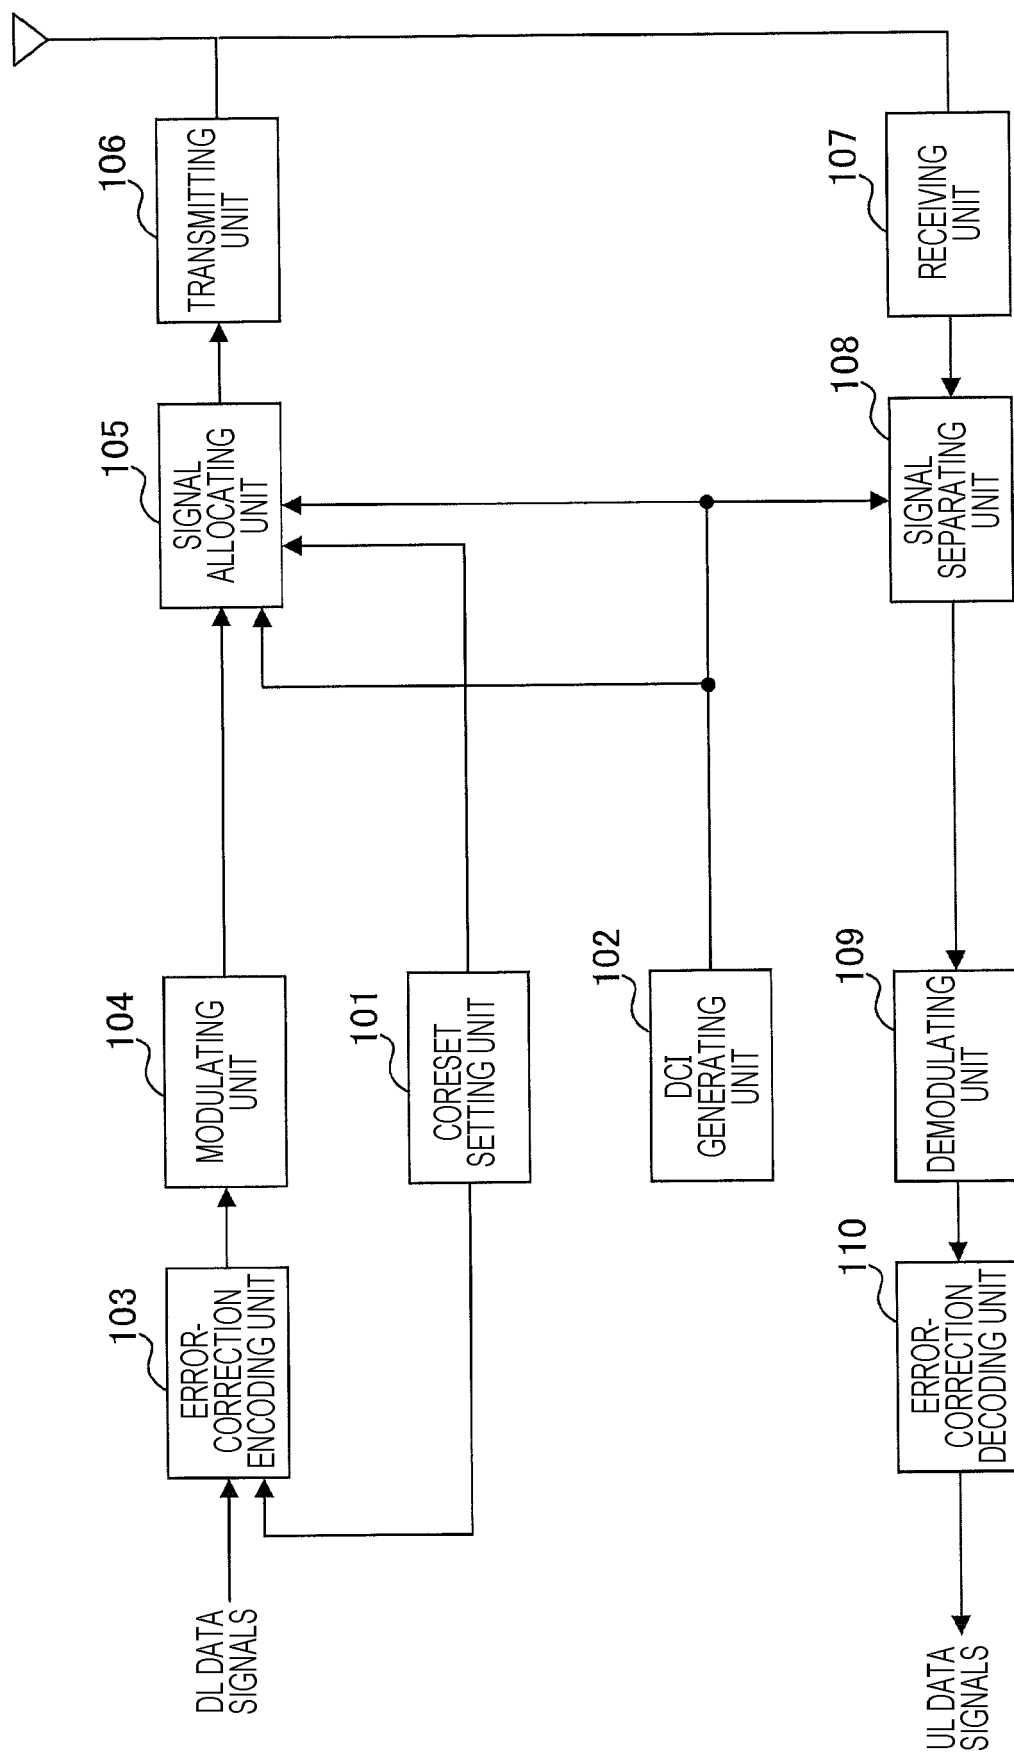 DL DATA
SIGNALS
103
ERROR-
CORRECTION
ENCODING UNIT
104
MODULATING
UNIT
105
SIGNAL
ALLOCATING
UNIT
106
TRANSMITTING
UNIT
101
CORESET
SETTING UNIT
102
DCI
GENERATING
UNIT
UL DATA
SIGNALS
110
ERROR-
CORRECTION
DECODING UNIT
109
DEMODULATING
UNIT
108
SIGNAL
SEPARATING
UNIT
107
RECEIVING
UNIT